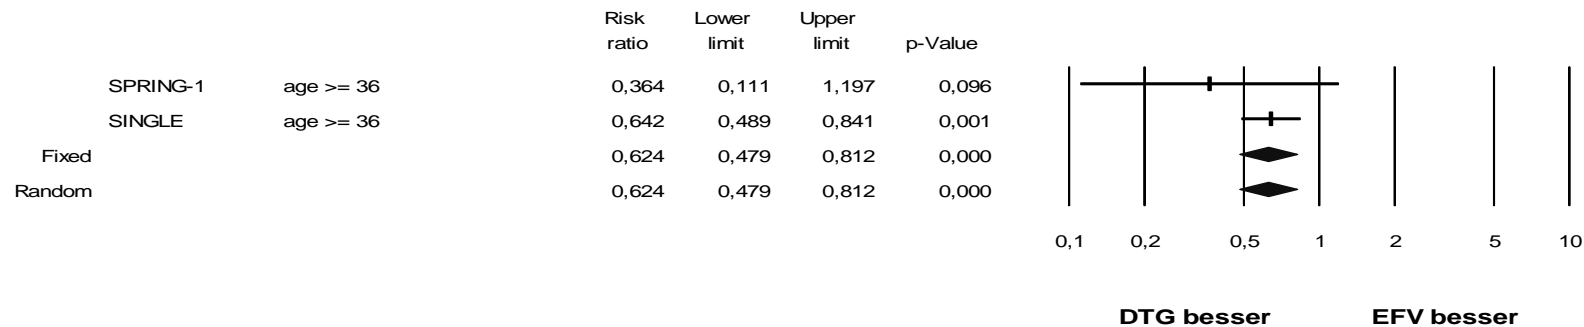 Risk Lower Upper
ratio limit limit p-Value
SPRING-1 age >= 36 0,364 0,111 1,197 0,096
SINGLE age >= 36 0,642 0,489 0,841 0,001
Fixed 0,624 0,479 0,812 0,000
Random 0,624 0,479 0,812 0,000
0,1 0,2 0,5 1 2 5 10
DTG besser EFV besser